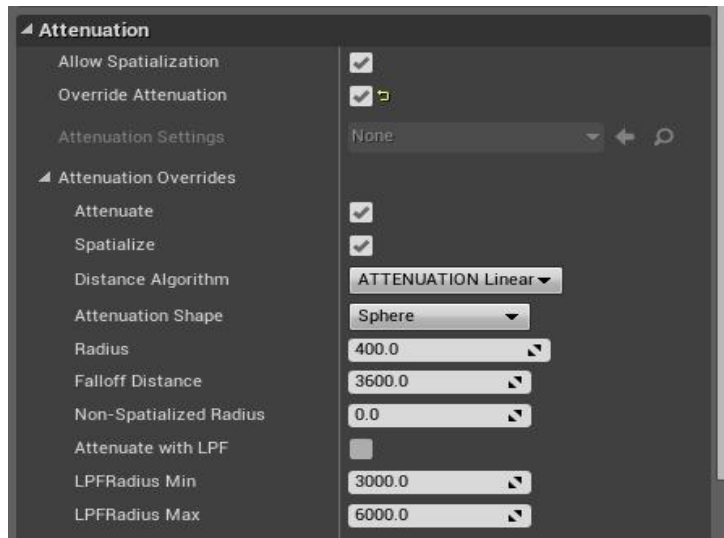 Attenuation
Allow Spatialization
Override Attenuation
Attenuation Settings None
Attenuation Overrides
Attenuate
Spatialize
Distance Algorithm ATTENUATION Linear
Attenuation Shape Sphere
Radius 400.0
Falloff Distance 3600.0
Non-Spatialized Radius 0.0
Attenuate with LPF
LPFRadius Min 3000.0
LPFRadius Max 6000.0